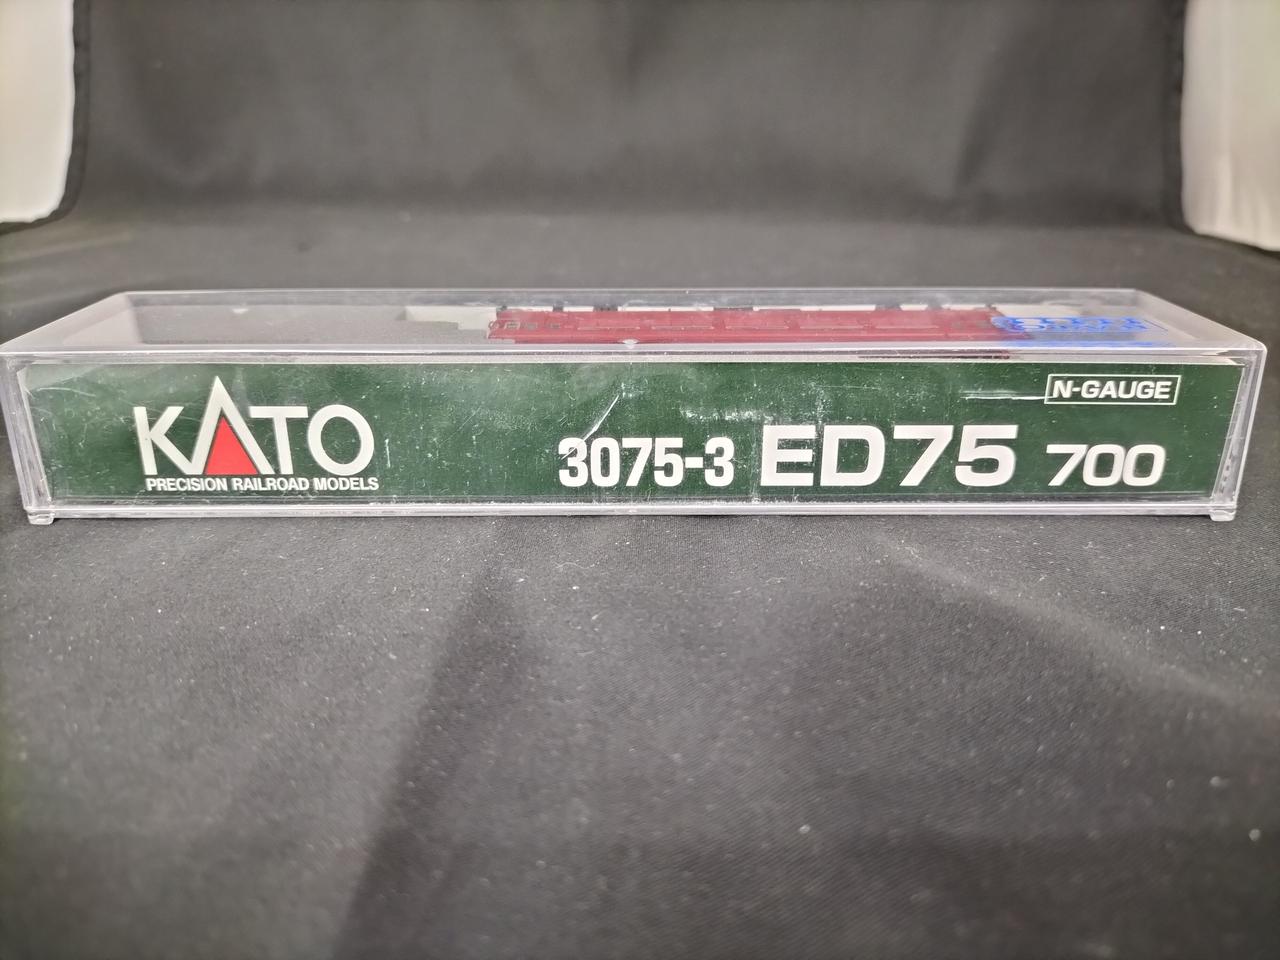 KATO
PRECISION RAILROAD MODELS
N-GAUGE
3075-3 ED75 700